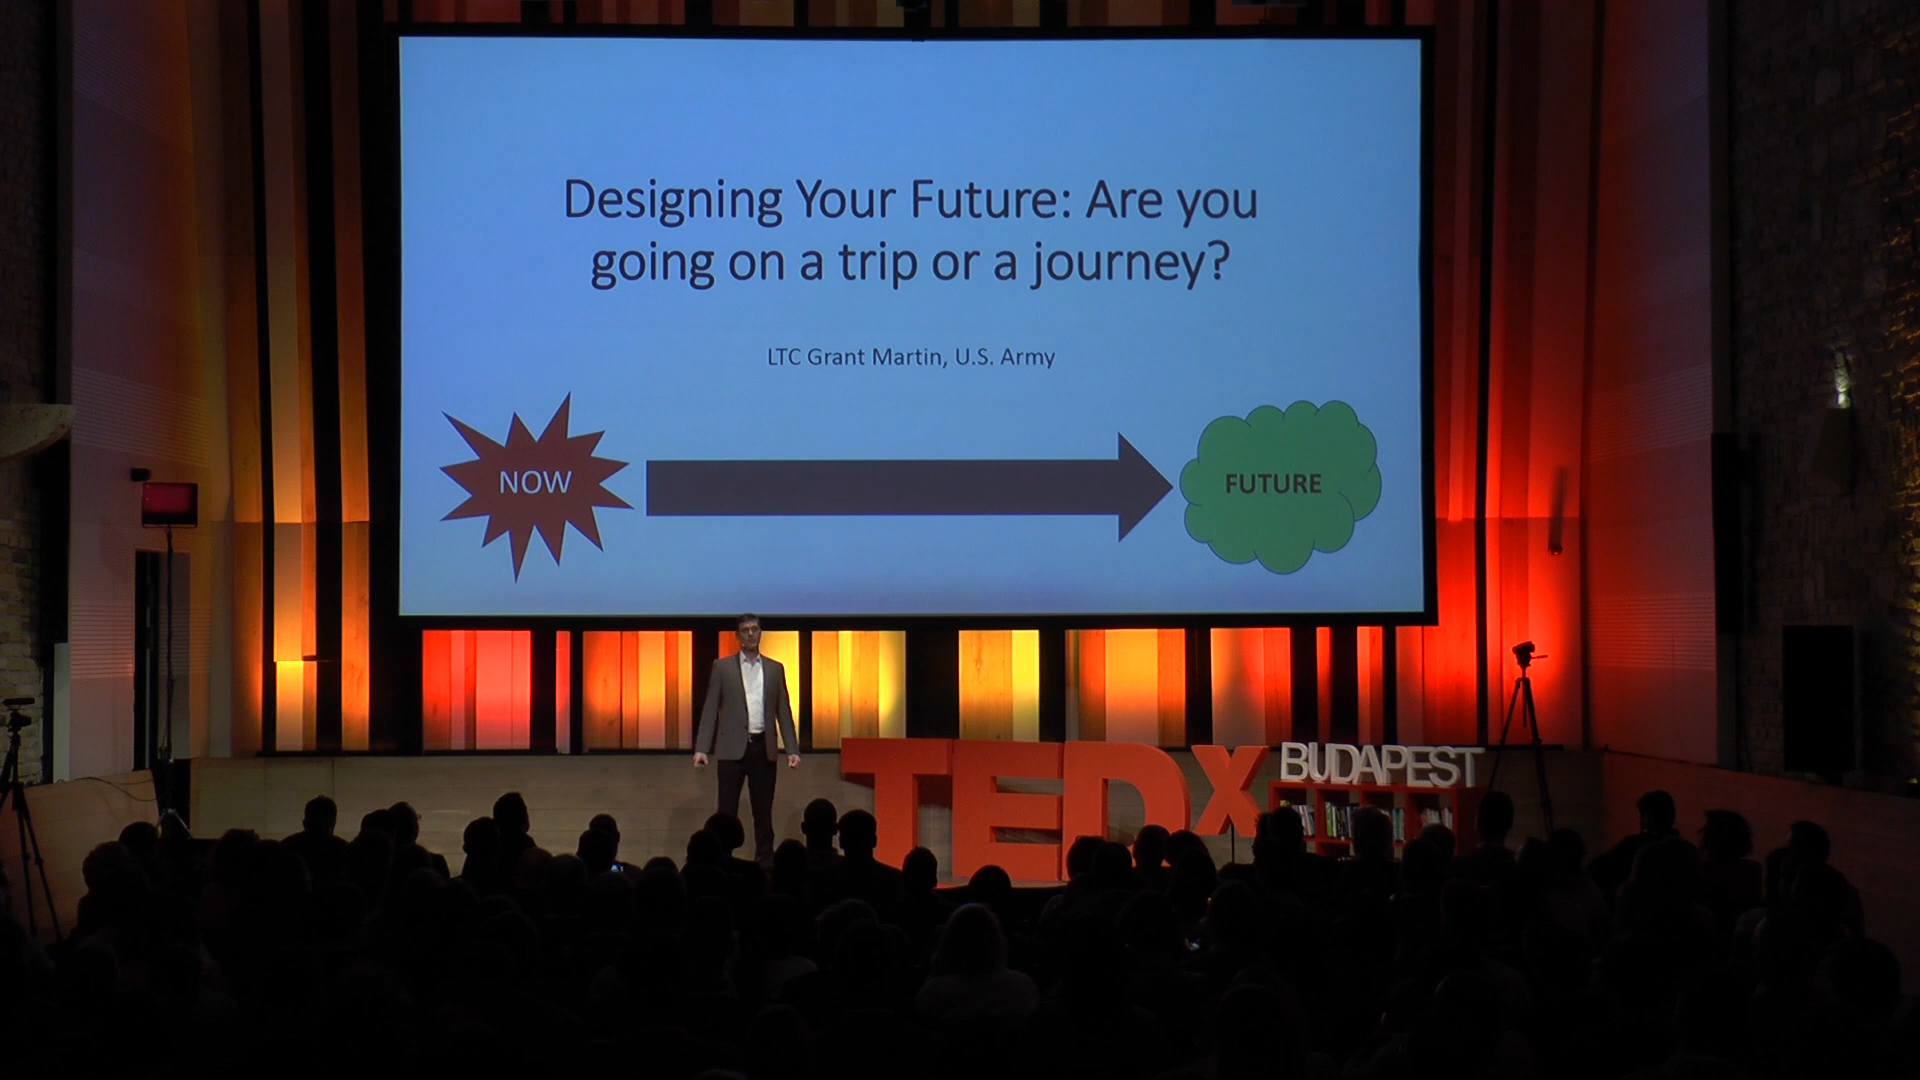 Designing Your Future: Are you
going on a trip or a journey?
LTC Grant Martin, U.S. Army
NOW
FUTURE
TEDx
BUDAPEST